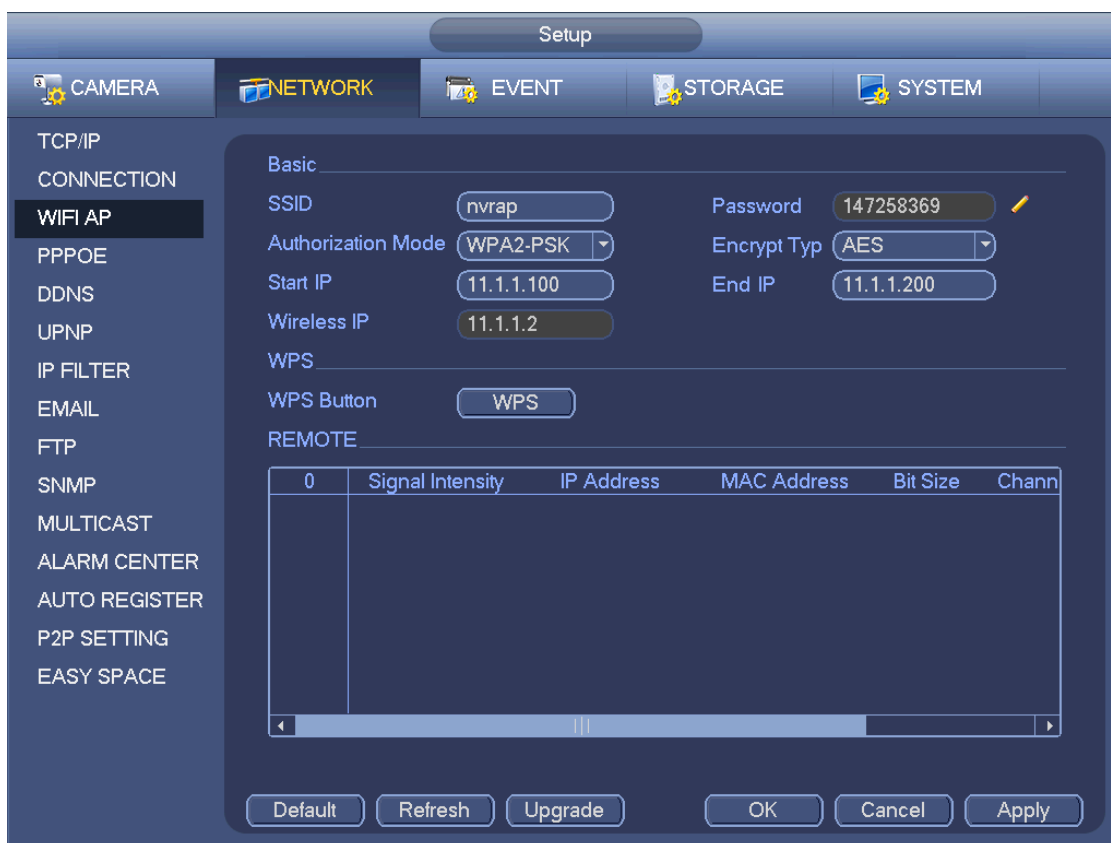 Setup
CAMERA NETWORK EVENT STORAGE SYSTEM
TCP/IP
CONNECTION
WIFI AP
PPPOE
DDNS
UPNP
IP FILTER
EMAIL
FTP
SNMP
MULTICAST
ALARM CENTER
AUTO REGISTER
P2P SETTING
EASY SPACE
Basic
SSID nvrap Password 147258369
Authorization Mode WPA2-PSK Encrypt Typ AES
Start IP 11.1.1.100 End IP 11.1.1.200
Wireless IP 11.1.1.2
WPS
WPS Button WPS
REMOTE
0 Signal Intensity IP Address MAC Address Bit Size Chann
Default Refresh Upgrade OK Cancel Apply